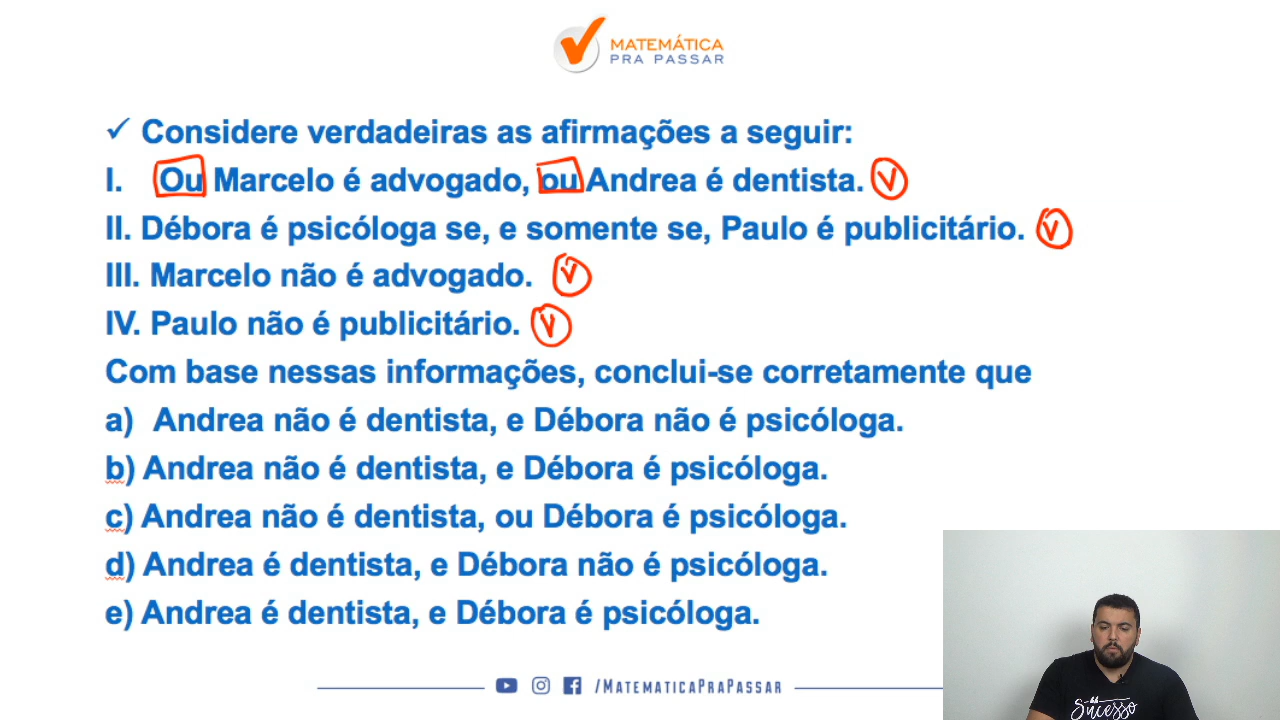 MATEMÁTICA
PRA PASSAR
✓ Considere verdadeiras as afirmações a seguir:
I. Ou Marcelo é advogado, ou Andrea é dentista. V
II. Débora é psicóloga se, e somente se, Paulo é publicitário. V
III. Marcelo não é advogado. V
IV. Paulo não é publicitário. V
Com base nessas informações, conclui-se corretamente que
a) Andrea não é dentista, e Débora não é psicóloga.
b) Andrea não é dentista, e Débora é psicóloga.
c) Andrea não é dentista, ou Débora é psicóloga.
d) Andrea é dentista, e Débora não é psicóloga.
e) Andrea é dentista, e Débora é psicóloga.
/MATEMATICAPRAPASSAR
SUCESSO